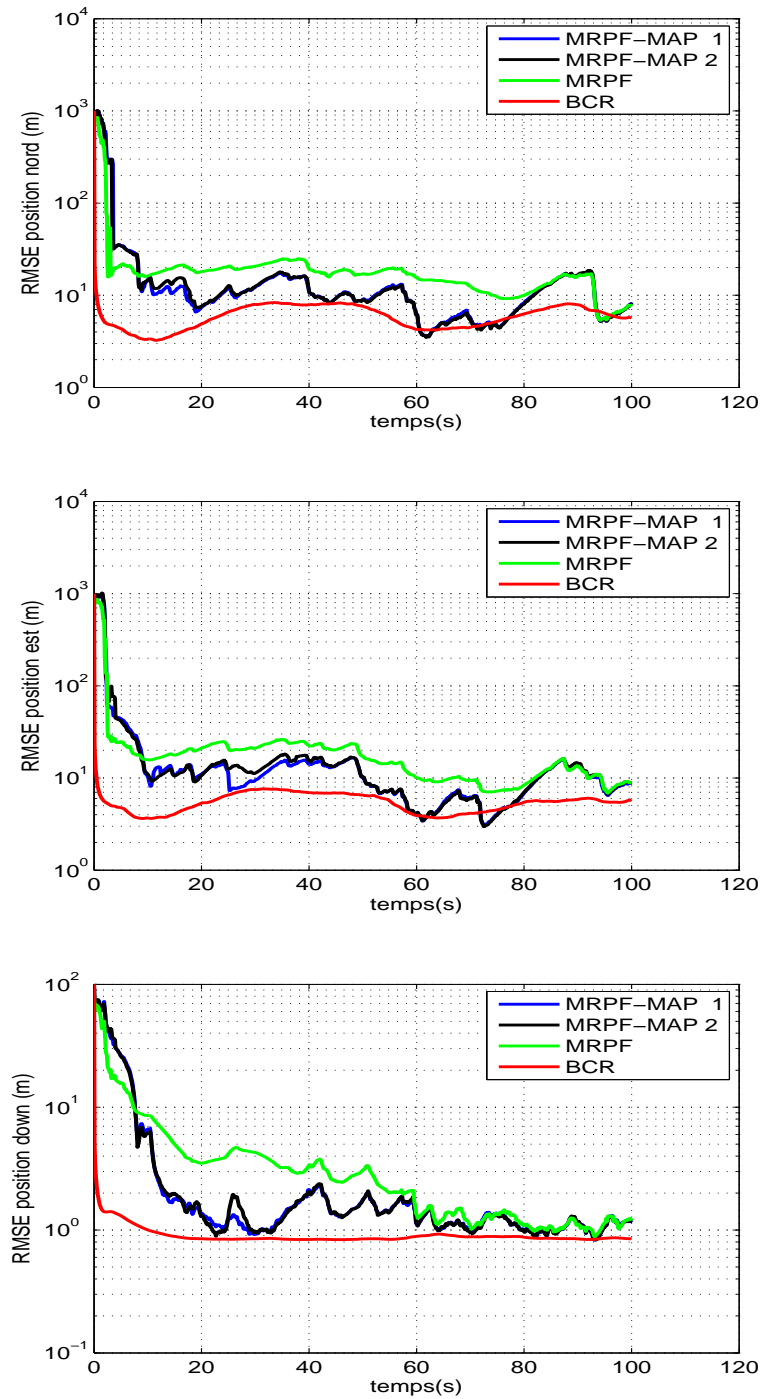 10^4
10^3
10^2
10^1
10^0
RMSE position nord (m)
MRPF−MAP 1
MRPF−MAP 2
MRPF
BCR
0 20 40 60 80 100 120
temps(s)
10^4
10^3
10^2
10^1
10^0
RMSE position est (m)
MRPF−MAP 1
MRPF−MAP 2
MRPF
BCR
0 20 40 60 80 100 120
temps(s)
10^2
10^1
10^0
10^−1
RMSE position down (m)
MRPF−MAP 1
MRPF−MAP 2
MRPF
BCR
0 20 40 60 80 100 120
temps(s)